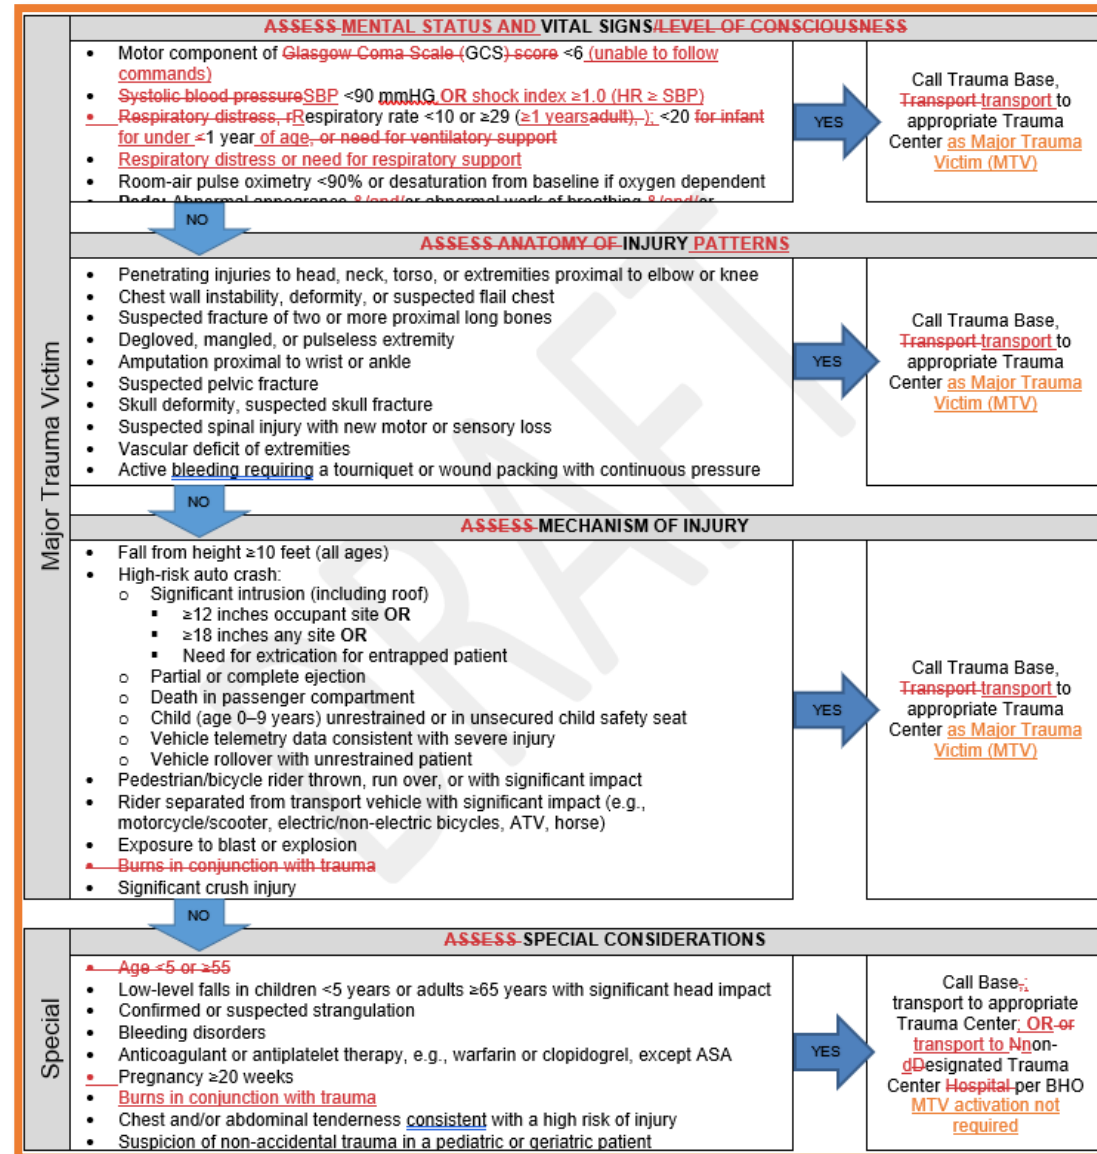 ASSESS MENTAL STATUS AND VITAL SIGNS/LEVEL OF CONSCIOUSNESS
• Motor component of Glasgow Coma Scale (GCS) score <6 (unable to follow
commands)
• Systolic blood pressureSBP <90 mmHG OR shock index ≥1.0 (HR ≥ SBP)
• Respiratory distress, rRespiratory rate <10 or ≥29 (≥1 yearsadult), ); <20 for infant
for under <1 year of age, or need for ventilatory support
• Respiratory distress or need for respiratory support
• Room-air pulse oximetry <90% or desaturation from baseline if oxygen dependent
• Peds: Abnormal appearance &/and/or abnormal work of breathing &/and/or
YES
Call Trauma Base,
Transport transport to
appropriate Trauma
Center as Major Trauma
Victim (MTV)
NO
Major Trauma Victim
ASSESS ANATOMY OF INJURY PATTERNS
• Penetrating injuries to head, neck, torso, or extremities proximal to elbow or knee
• Chest wall instability, deformity, or suspected flail chest
• Suspected fracture of two or more proximal long bones
• Degloved, mangled, or pulseless extremity
• Amputation proximal to wrist or ankle
• Suspected pelvic fracture
• Skull deformity, suspected skull fracture
• Suspected spinal injury with new motor or sensory loss
• Vascular deficit of extremities
• Active bleeding requiring a tourniquet or wound packing with continuous pressure
YES
Call Trauma Base,
Transport transport to
appropriate Trauma
Center as Major Trauma
Victim (MTV)
NO
ASSESS MECHANISM OF INJURY
• Fall from height ≥10 feet (all ages)
• High-risk auto crash:
o Significant intrusion (including roof)
▪ ≥12 inches occupant site OR
▪ ≥18 inches any site OR
▪ Need for extrication for entrapped patient
o Partial or complete ejection
o Death in passenger compartment
o Child (age 0–9 years) unrestrained or in unsecured child safety seat
o Vehicle telemetry data consistent with severe injury
o Vehicle rollover with unrestrained patient
• Pedestrian/bicycle rider thrown, run over, or with significant impact
• Rider separated from transport vehicle with significant impact (e.g.,
motorcycle/scooter, electric/non-electric bicycles, ATV, horse)
• Exposure to blast or explosion
• Burns in conjunction with trauma
• Significant crush injury
YES
Call Trauma Base,
Transport transport to
appropriate Trauma
Center as Major Trauma
Victim (MTV)
NO
DRAFT
Special
ASSESS SPECIAL CONSIDERATIONS
• Age <5 or ≥55
• Low-level falls in children <5 years or adults ≥65 years with significant head impact
• Confirmed or suspected strangulation
• Bleeding disorders
• Anticoagulant or antiplatelet therapy, e.g., warfarin or clopidogrel, except ASA
• Pregnancy ≥20 weeks
• Burns in conjunction with trauma
• Chest and/or abdominal tenderness consistent with a high risk of injury
• Suspicion of non-accidental trauma in a pediatric or geriatric patient
YES
Call Base,;
transport to appropriate
Trauma Center; OR or
transport to Nnon-
dDesignated Trauma
Center Hospital per BHO
MTV activation not
required